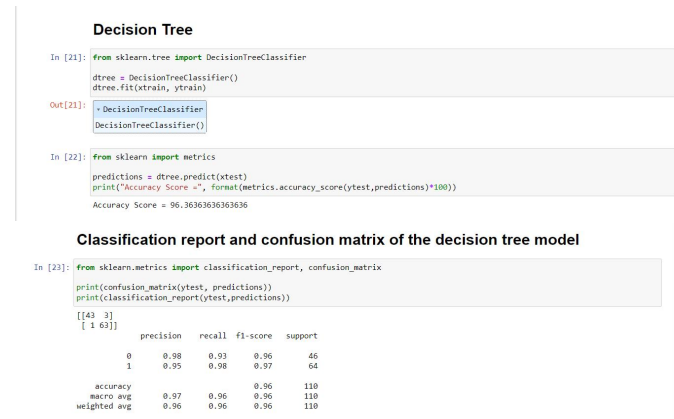 Decision Tree
In [21]: from sklearn.tree import DecisionTreeClassifier
dtree = DecisionTreeClassifier()
dtree.fit(xtrain, ytrain)
Out[21]: ▾ DecisionTreeClassifier
DecisionTreeClassifier()
In [22]: from sklearn import metrics
predictions = dtree.predict(xtest)
print("Accuracy Score =", format(metrics.accuracy_score(ytest,predictions)*100))
Accuracy Score = 96.36363636363636
Classification report and confusion matrix of the decision tree model
In [23]: from sklearn.metrics import classification_report, confusion_matrix
print(confusion_matrix(ytest, predictions))
print(classification_report(ytest,predictions))
[[43  3]
[ 1 63]]
precision recall f1-score support
0 0.98 0.93 0.96 46
1 0.95 0.98 0.97 64
accuracy 0.96 110
macro avg 0.97 0.96 0.96 110
weighted avg 0.96 0.96 0.96 110